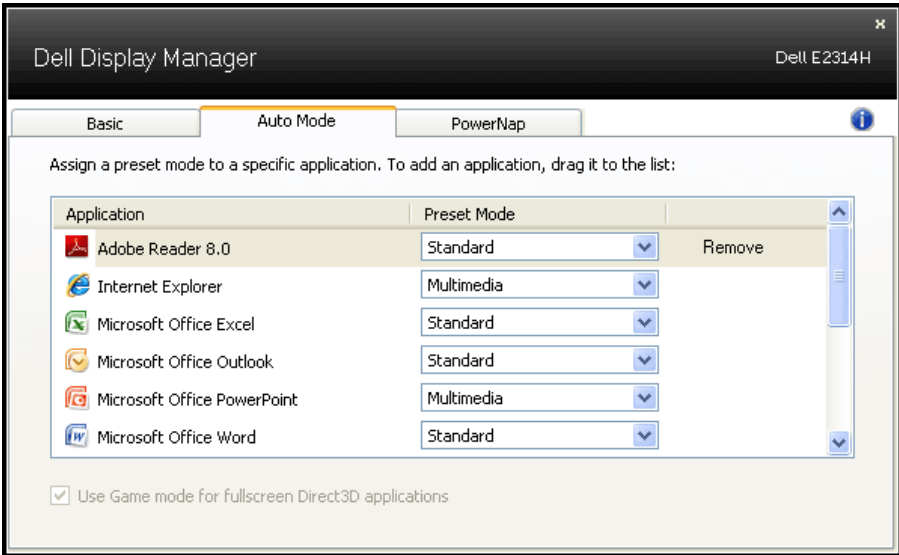 x
Dell Display Manager
Dell E2314H
Basic Auto Mode PowerNap
Assign a preset mode to a specific application. To add an application, drag it to the list:
Application Preset Mode
Adobe Reader 8.0 Standard Remove
Internet Explorer Multimedia
Microsoft Office Excel Standard
Microsoft Office Outlook Standard
Microsoft Office PowerPoint Multimedia
Microsoft Office Word Standard
Use Game mode for fullscreen Direct3D applications